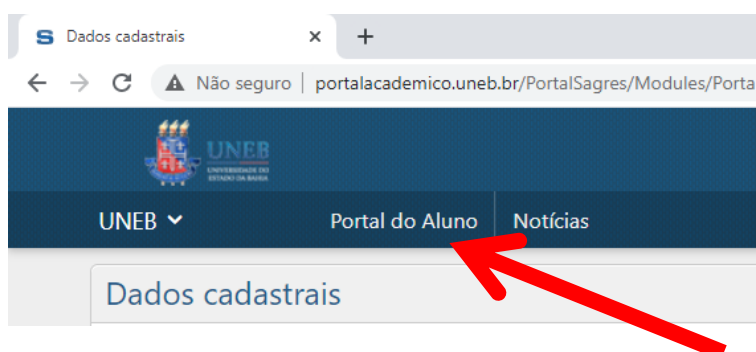 Dados cadastrais
Não seguro | portalacademico.uneb.br/PortalSagres/Modules/Porta
UNEB
UNIVERSIDADE DO
ESTADO DA BAHIA
UNEB Portal do Aluno Notícias
Dados cadastrais